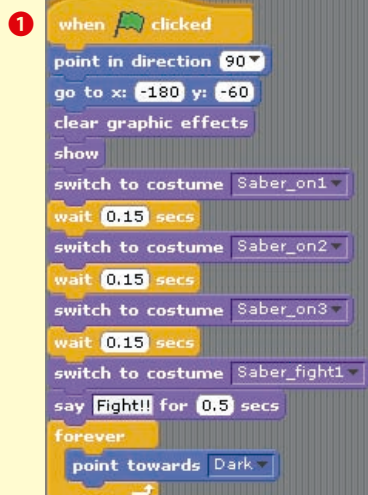 1
when clicked
point in direction 90
go to x: -180 y: -60
clear graphic effects
show
switch to costume Saber_on1
wait 0.15 secs
switch to costume Saber_on2
wait 0.15 secs
switch to costume Saber_on3
wait 0.15 secs
switch to costume Saber_fight1
say Fight!! for 0.5 secs
forever
point towards Dark